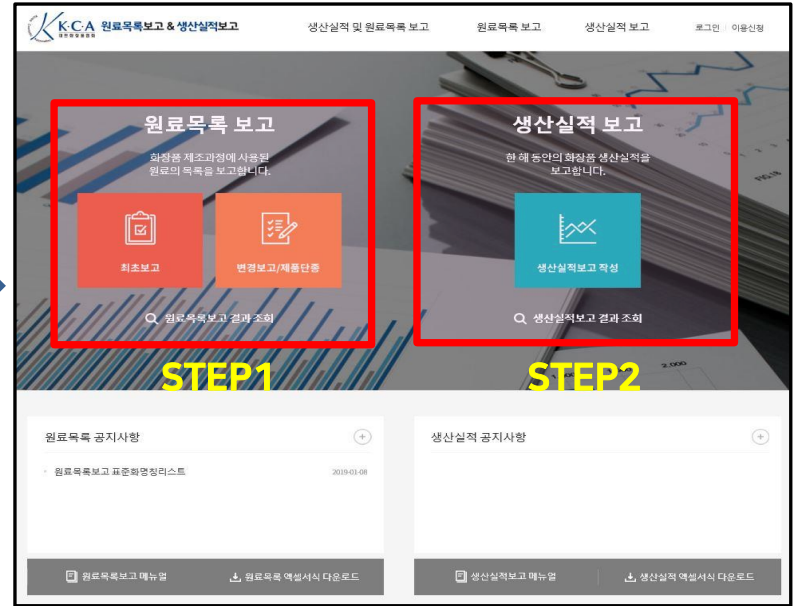 K·C·A 원료목록보고 & 생산실적보고
대한화장품협회
생산실적 및 원료목록 보고
원료목록 보고
생산실적 보고
로그인
이용신청
원료목록 보고
화장품 제조과정에 사용된
원료의 목록을 보고합니다.
최초보고
변경보고/제품단종
원료목록보고 결과 조회
STEP1
생산실적 보고
한 해 동안의 화장품 생산실적을
보고합니다.
생산실적보고 작성
생산실적보고 결과 조회
STEP2
FIG.18
2,000
원료목록 공지사항
원료목록보고 표준화명칭리스트
2019-01-08
원료목록보고 매뉴얼
원료목록 엑셀서식 다운로드
생산실적 공지사항
생산실적보고 매뉴얼
생산실적 엑셀서식 다운로드